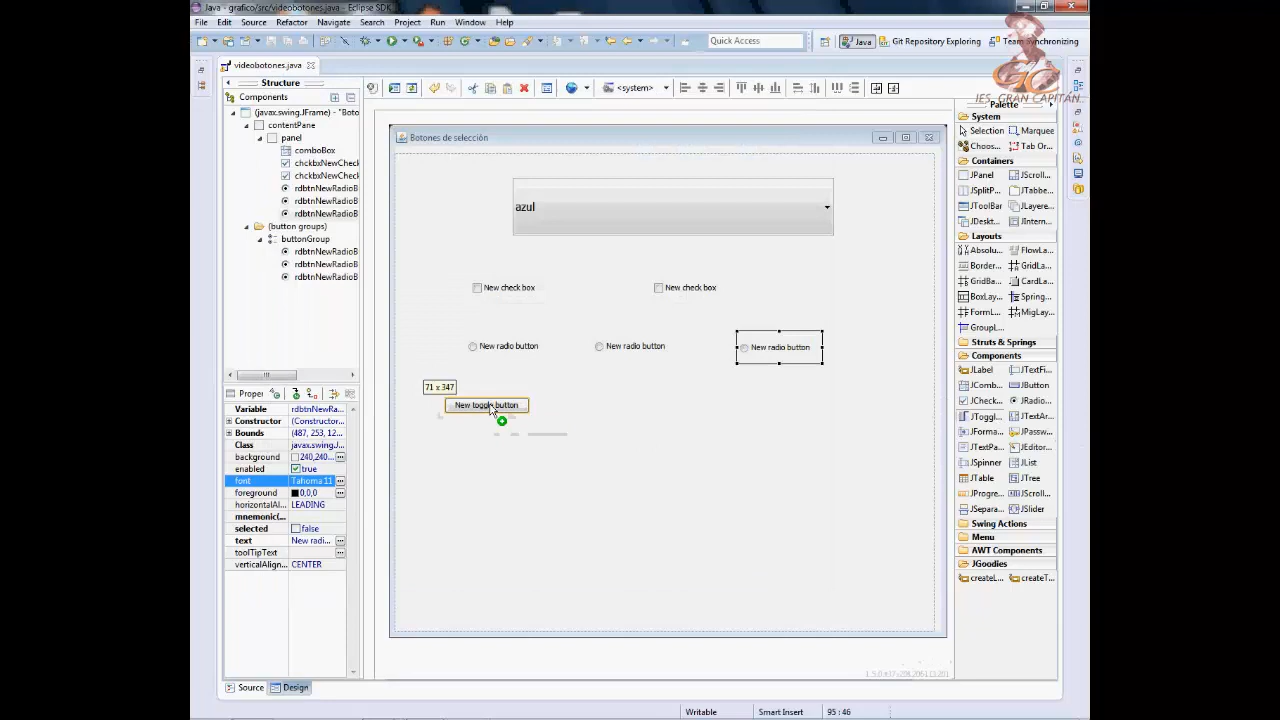 Java - grafico/src/videobotones.java - Eclipse SDK
File Edit Source Refactor Navigate Search Project Run Window Help
Quick Access Java Git Repository Exploring Team Synchronizing
IES GRAN CAPITAN
videobotones.java
Structure
Components
(javax.swing.JFrame) - "Boto
contentPane
panel
comboBox
chckbxNewCheck
chckbxNewCheck
rdbtnNewRadioB
rdbtnNewRadioB
rdbtnNewRadioB
(button groups)
buttonGroup
rdbtnNewRadioB
rdbtnNewRadioB
rdbtnNewRadioB
Proper
Variable rdbtnNewRa...
Constructor (Constructor...
Bounds (487, 253, 12...
Class javax.swing.J...
background 240,240...
enabled true
font Tahoma 11
foreground 0,0,0
horizontalAl... LEADING
mnemonic(...
selected false
text New radi...
toolTipText
verticalAlign... CENTER
Source Design
<system>
Botones de selección
azul
New check box New check box
New radio button New radio button New radio button
71 x 347
New toggle button
Palette
System
Selection Marquee
Choos... Tab Or...
Containers
JPanel JScroll...
JSplitP... JTabbe...
JToolBar JLayere...
JDeskt... JIntern...
Layouts
Absolu... FlowLa...
Border... GridLa...
GridBa... CardLa...
BoxLay... Spring...
FormL... MigLay...
GroupL...
Struts & Springs
Components
JLabel JTextFi...
JComb... JButton
JCheck... JRadio...
JToggl... JTextAr...
JForma... JPassw...
JTextPa... JEditor...
JSpinner JList
JTable JTree
JProgre... JScroll...
JSepara... JSlider
Swing Actions
Menu
AWT Components
JGoodies
createL... createT...
Writable Smart Insert 95 : 46